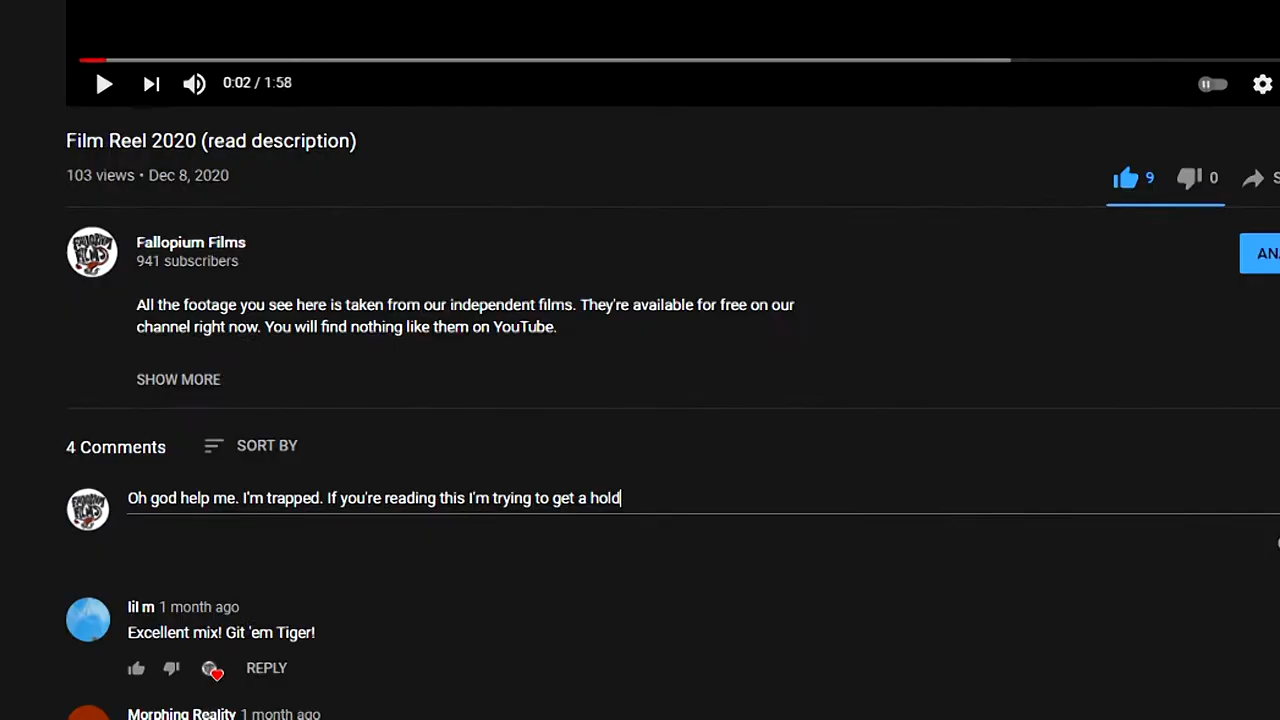 0:02 / 1:58
Film Reel 2020 (read description)
103 views • Dec 8, 2020
9
0
Fallopium Films
941 subscribers
All the footage you see here is taken from our independent films. They're available for free on our
channel right now. You will find nothing like them on YouTube.
SHOW MORE
4 Comments
SORT BY
Oh god help me. I'm trapped. If you're reading this I'm trying to get a hold
lil m 1 month ago
Excellent mix! Git 'em Tiger!
REPLY
Morphing Reality 1 month ago